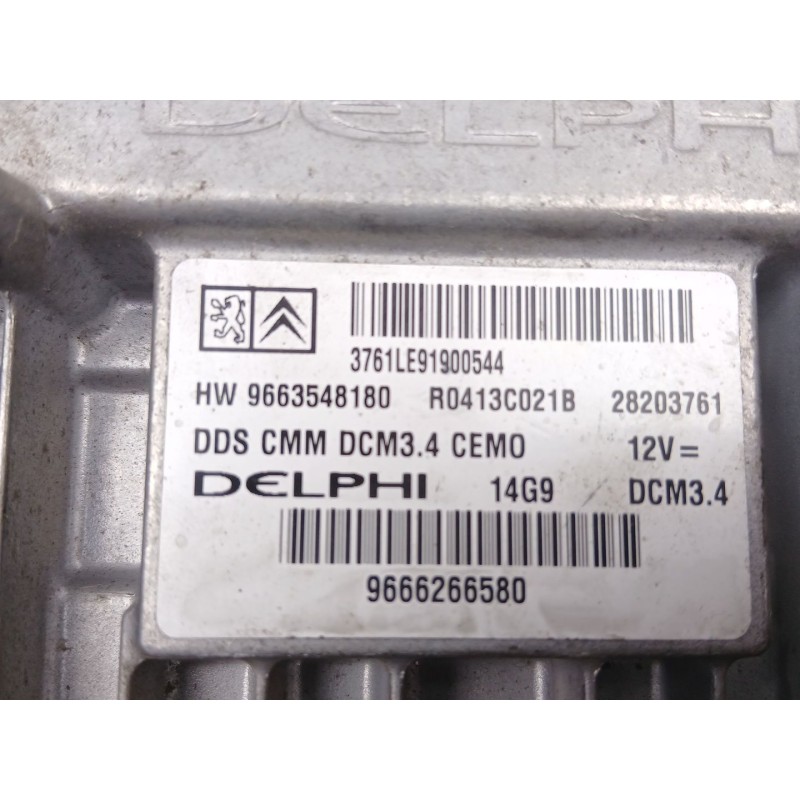 DELPHI
3761LE91900544
HW 9663548180 R0413C021B 28203761
DDS CMM DCM3.4 CEMO 12V=
DELPHI 14G9 DCM3.4
9666266580